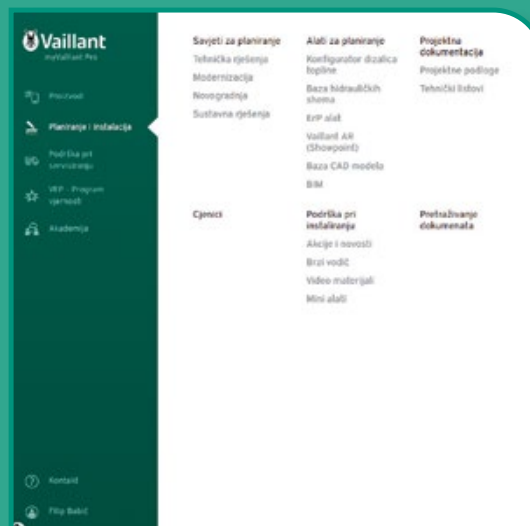 Vaillant
myVaillant Pro
Proizvodi
Planiranje i instalacija
Podrška pri
servisiranju
VIP - Program
vjernosti
Akademija
Kontakt
Filip Babić
Savjeti za planiranje
Tehnička rješenja
Modernizacija
Novogradnja
Sustavna rješenja
Alati za planiranje
Konfigurator dizalica
topline
Baza hidrauličkih
shema
ErP alat
Vaillant AR
(Showpoint)
Baza CAD modela
BIM
Projektna
dokumentacija
Projektne podloge
Tehnički listovi
Cjenici
Podrška pri
instaliranju
Akcije i novosti
Brzi vodič
Video materijali
Mini alati
Pretraživanje
dokumenata